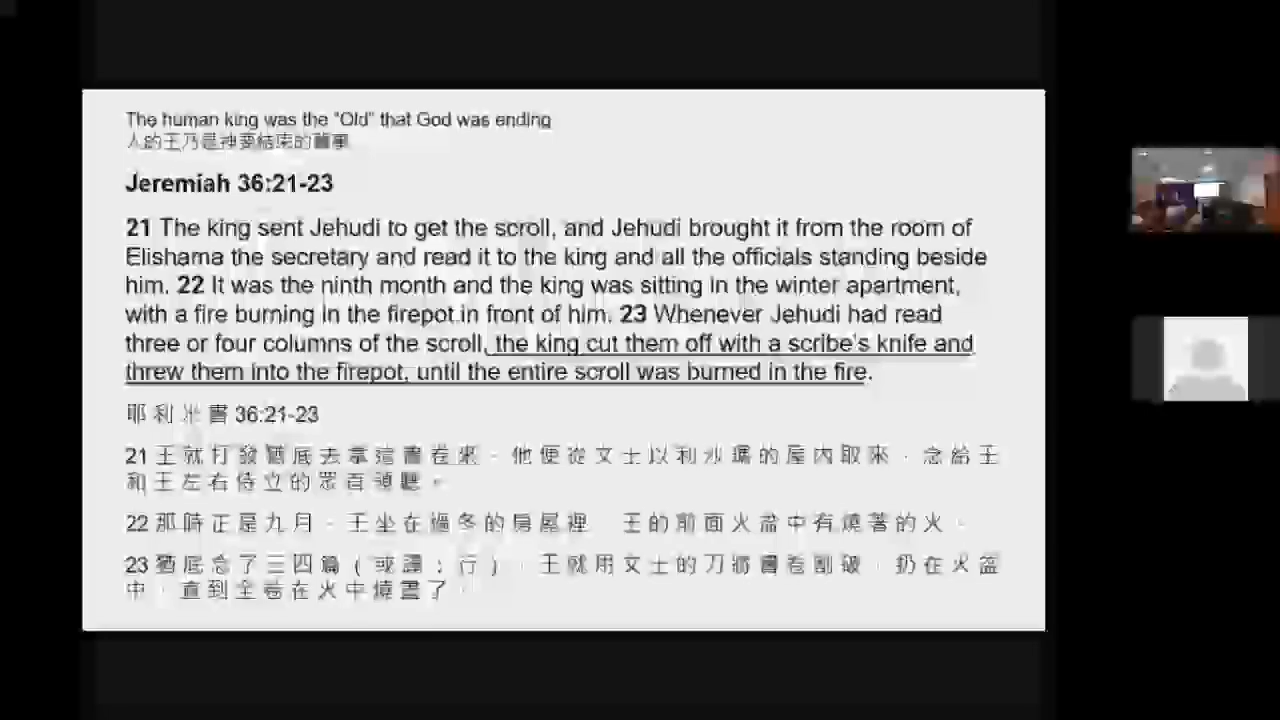 The human king was the "Old" that God was ending
人的王乃是神要結束的舊事
Jeremiah 36:21-23
21 The king sent Jehudi to get the scroll, and Jehudi brought it from the room of
Elishama the secretary and read it to the king and all the officials standing beside
him. 22 It was the ninth month and the king was sitting in the winter apartment,
with a fire burning in the firepot in front of him. 23 Whenever Jehudi had read
three or four columns of the scroll, the king cut them off with a scribe's knife and
threw them into the firepot, until the entire scroll was burned in the fire.
耶 利 米 書 36:21-23
21 王 就 打 發 猶 底 去 拿 這 書 卷 來 ， 他 便 從 文 士 以 利 沙 瑪 的 屋 內 取 來 ， 念 給 王
和 王 左 右 侍 立 的 眾 首 領 聽 。
22 那 時 正 是 九 月 ， 王 坐 在 過 冬 的 房 屋 裡 ， 王 的 前 面 火 盆 中 有 燒 著 的 火 。
23 猶 底 念 了 三 四 篇 ( 或 譯 : 行 ) ， 王 就 用 文 士 的 刀 將 書 卷 割 破 ， 扔 在 火 盆
中 ， 直 到 全 卷 在 火 中 燒 盡 了 。